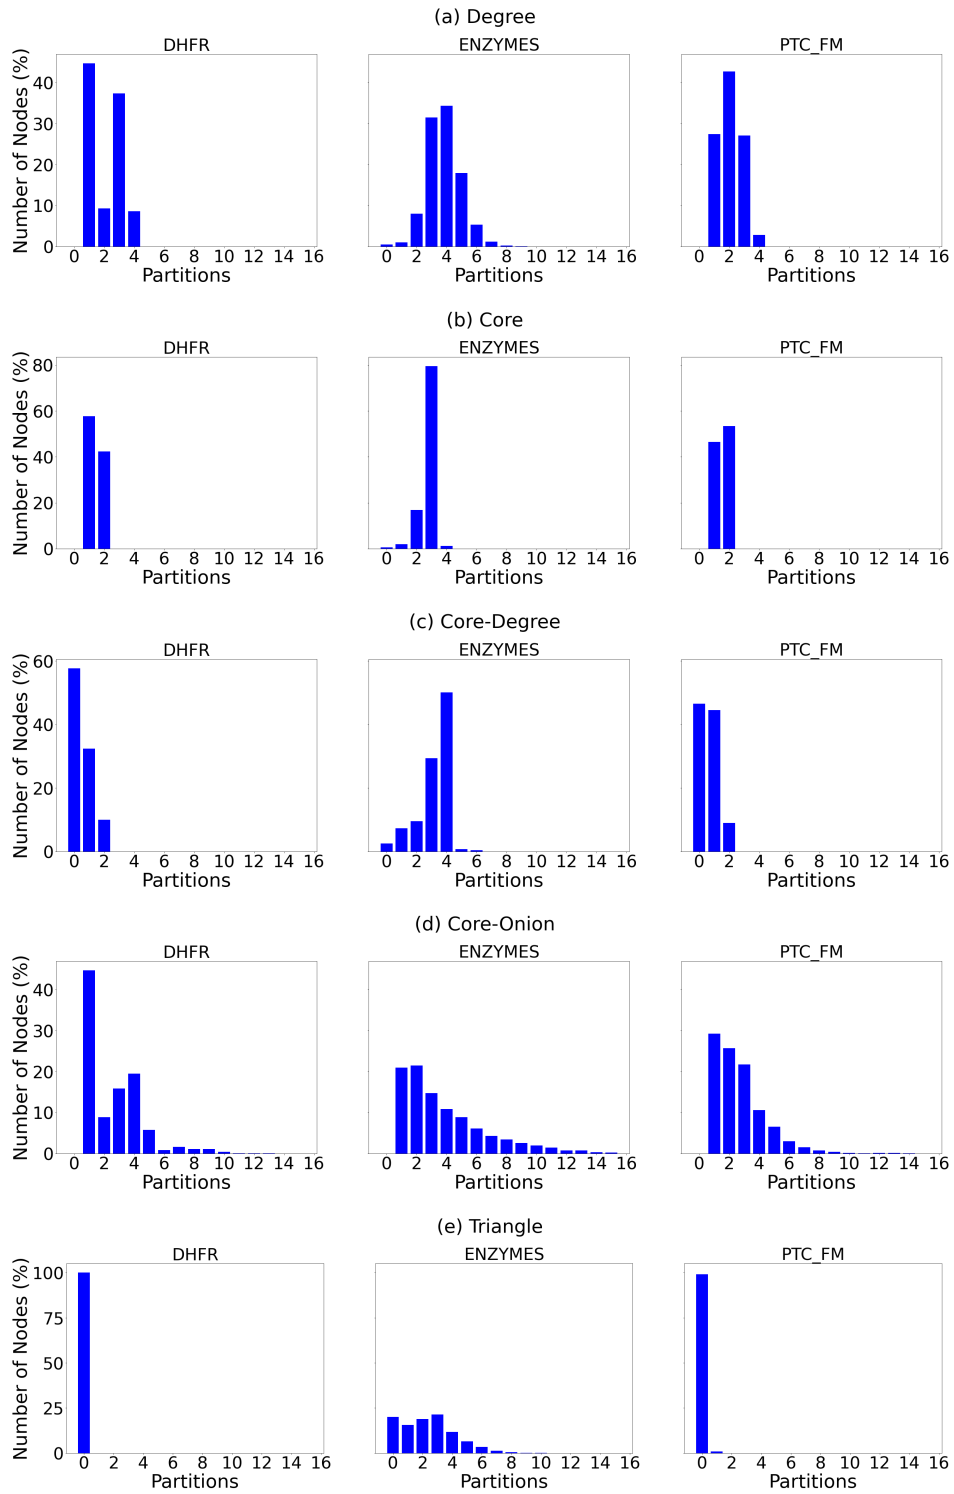 (a) Degree
DHFR ENZYMES PTC_FM
Number of Nodes (%)
40
30
20
10
0
0 2 4 6 8 10 12 14 16 0 2 4 6 8 10 12 14 16 0 2 4 6 8 10 12 14 16
Partitions Partitions Partitions
(b) Core
DHFR ENZYMES PTC_FM
Number of Nodes (%)
80
60
40
20
0
0 2 4 6 8 10 12 14 16 0 2 4 6 8 10 12 14 16 0 2 4 6 8 10 12 14 16
Partitions Partitions Partitions
(c) Core-Degree
DHFR ENZYMES PTC_FM
Number of Nodes (%)
60
40
20
0
0 2 4 6 8 10 12 14 16 0 2 4 6 8 10 12 14 16 0 2 4 6 8 10 12 14 16
Partitions Partitions Partitions
(d) Core-Onion
DHFR ENZYMES PTC_FM
Number of Nodes (%)
40
30
20
10
0
0 2 4 6 8 10 12 14 16 0 2 4 6 8 10 12 14 16 0 2 4 6 8 10 12 14 16
Partitions Partitions Partitions
(e) Triangle
DHFR ENZYMES PTC_FM
Number of Nodes (%)
100
75
50
25
0
0 2 4 6 8 10 12 14 16 0 2 4 6 8 10 12 14 16 0 2 4 6 8 10 12 14 16
Partitions Partitions Partitions